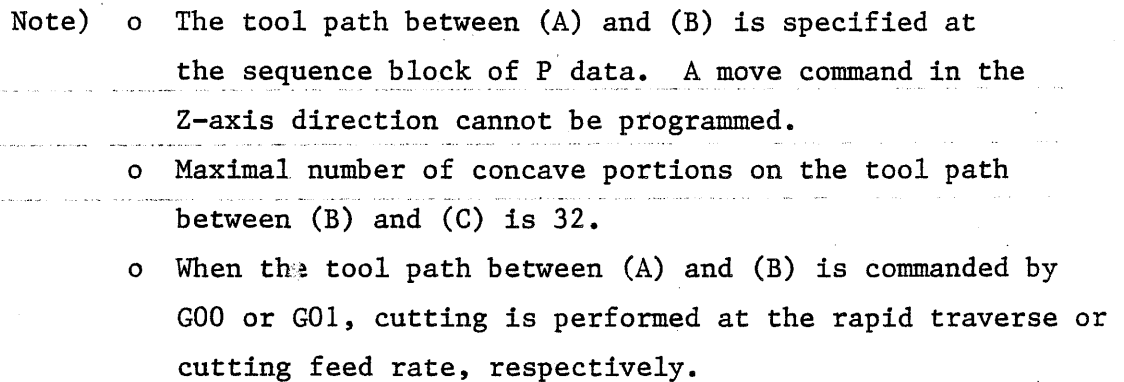 Note) o The tool path between (A) and (B) is specified at
the sequence block of P data. A move command in the
Z-axis direction cannot be programmed.
o Maximal number of concave portions on the tool path
between (B) and (C) is 32.
o When the tool path between (A) and (B) is commanded by
G00 or G01, cutting is performed at the rapid traverse or
cutting feed rate, respectively.